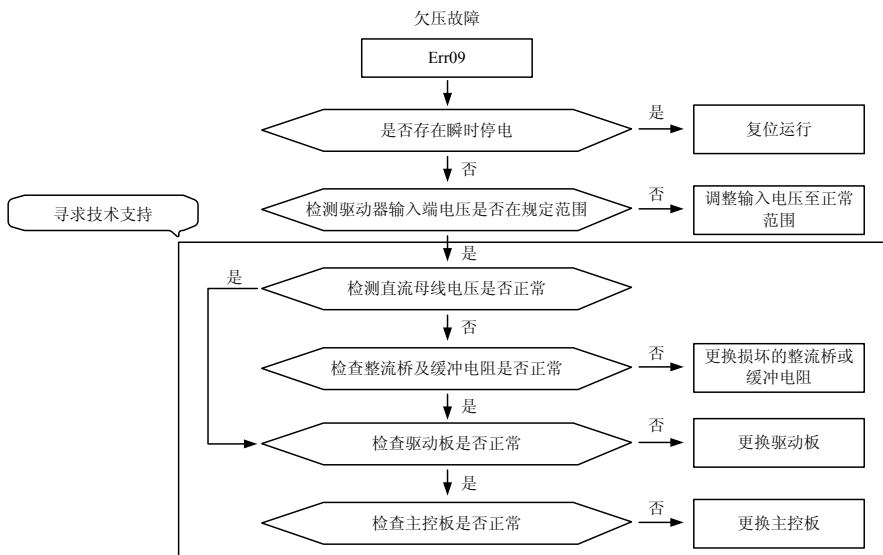 欠压故障
Err09
是否存在瞬时停电
是
复位运行
否
寻求技术支持
检测驱动器输入端电压是否在规定范围
否
调整输入电压至正常
范围
是
是
检测直流母线电压是否正常
否
检查整流桥及缓冲电阻是否正常
否
更换损坏的整流桥或
缓冲电阻
是
检查驱动板是否正常
否
更换驱动板
是
检查主控板是否正常
否
更换主控板